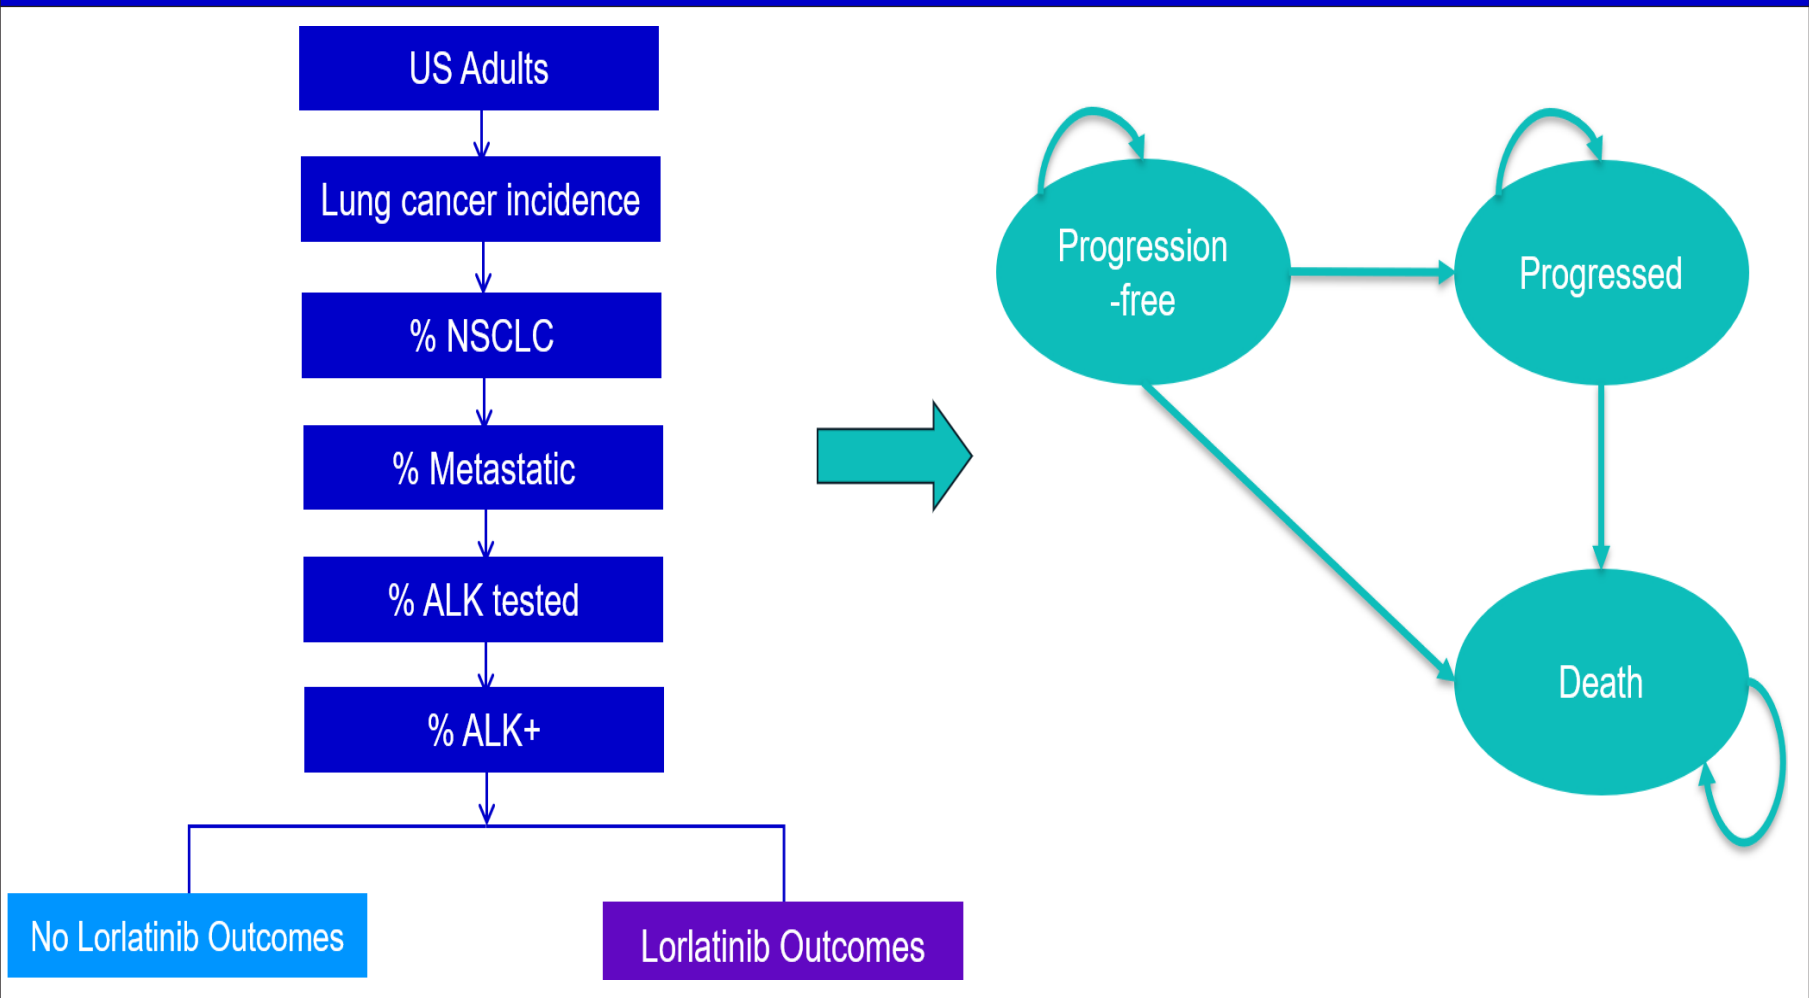 US Adults
Lung cancer incidence
% NSCLC
% Metastatic
% ALK tested
% ALK+
No Lorlatinib Outcomes
Lorlatinib Outcomes
Progression
-free
Progressed
Death